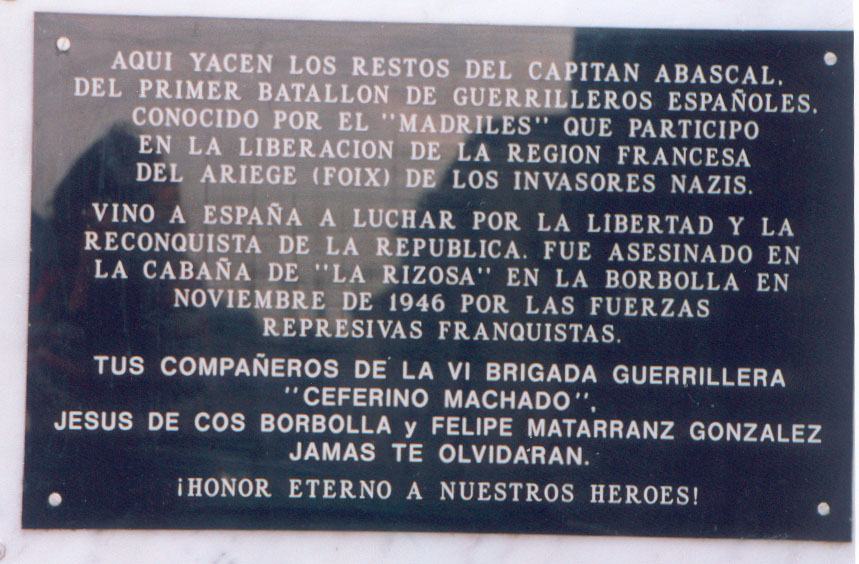 AQUI YACEN LOS RESTOS DEL CAPITAN ABASCAL.
DEL PRIMER BATALLON DE GUERRILLEROS ESPAÑOLES.
CONOCIDO POR EL "MADRILES" QUE PARTICIPO
EN LA LIBERACION DE LA REGION FRANCESA
DEL ARIEGE (FOIX) DE LOS INVASORES NAZIS.
VINO A ESPAÑA A LUCHAR POR LA LIBERTAD Y LA
RECONQUISTA DE LA REPUBLICA. FUE ASESINADO EN
LA CABAÑA DE "LA RIZOSA" EN LA BORBOLLA EN
NOVIEMBRE DE 1946 POR LAS FUERZAS
REPRESIVAS FRANQUISTAS.
TUS COMPAÑEROS DE LA VI BRIGADA GUERRILLERA
"CEFERINO MACHADO",
JESUS DE COS BORBOLLA y FELIPE MATARRANZ GONZALEZ
JAMAS TE OLVIDARAN.
¡HONOR ETERNO A NUESTROS HEROES!